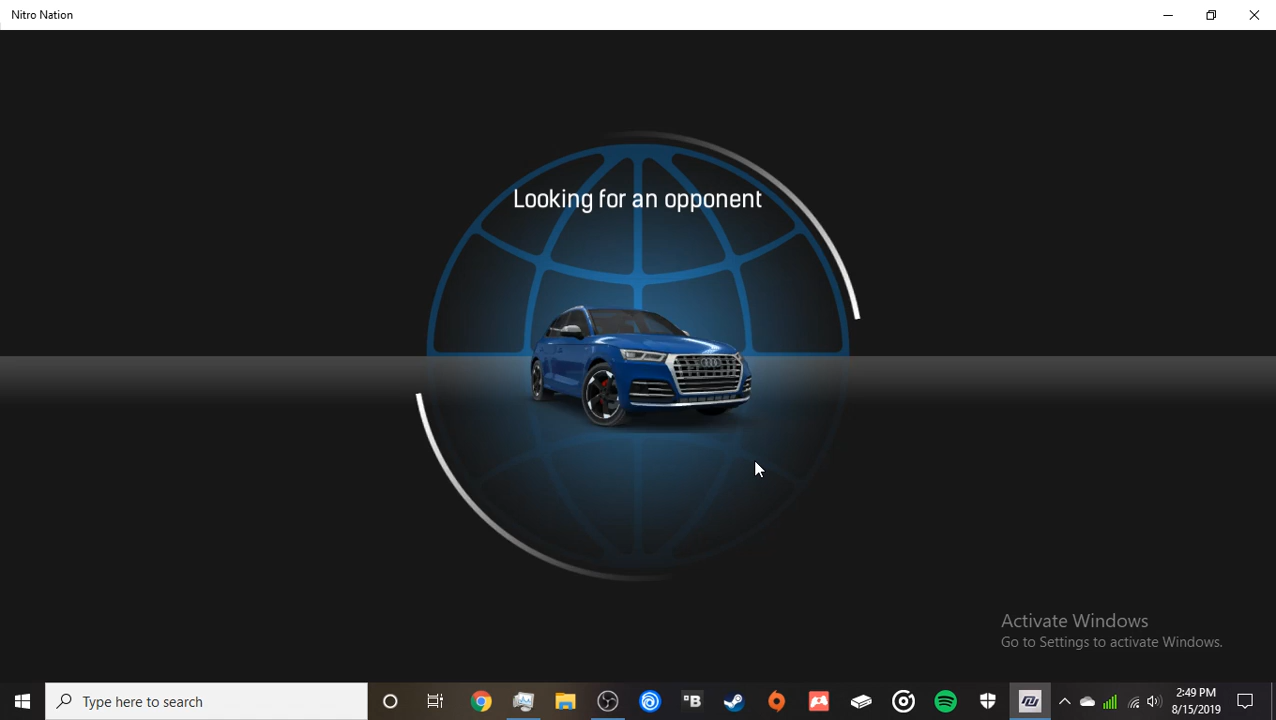 Nitro Nation
Looking for an opponent
Activate Windows
Go to Settings to activate Windows.
Type here to search
B
2:49 PM
8/15/2019